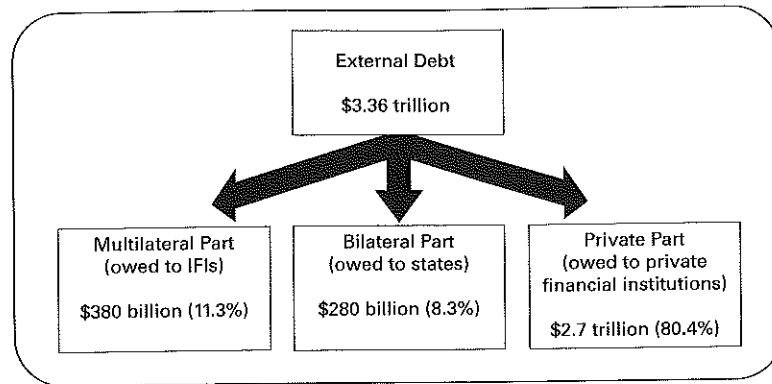 External Debt
$3.36 trillion
Multilateral Part
(owed to IFIs)
$380 billion (11.3%)
Bilateral Part
(owed to states)
$280 billion (8.3%)
Private Part
(owed to private
financial institutions)
$2.7 trillion (80.4%)